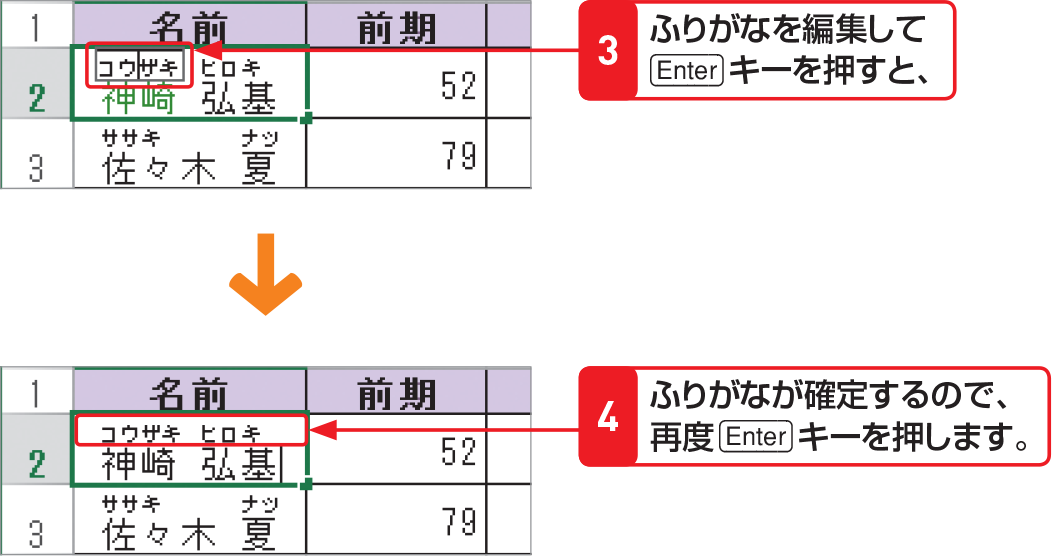 1 名前 前期
コウザキ ヒロキ
2 神崎 弘基 52
ササキ ナツ
3 佐々木 夏 79
3 ふりがなを編集して
Enter キーを押すと、
1 名前 前期
コウザキ ヒロキ
2 神崎 弘基 52
ササキ ナツ
3 佐々木 夏 79
4 ふりがなが確定するので、
再度 Enter キーを押します。